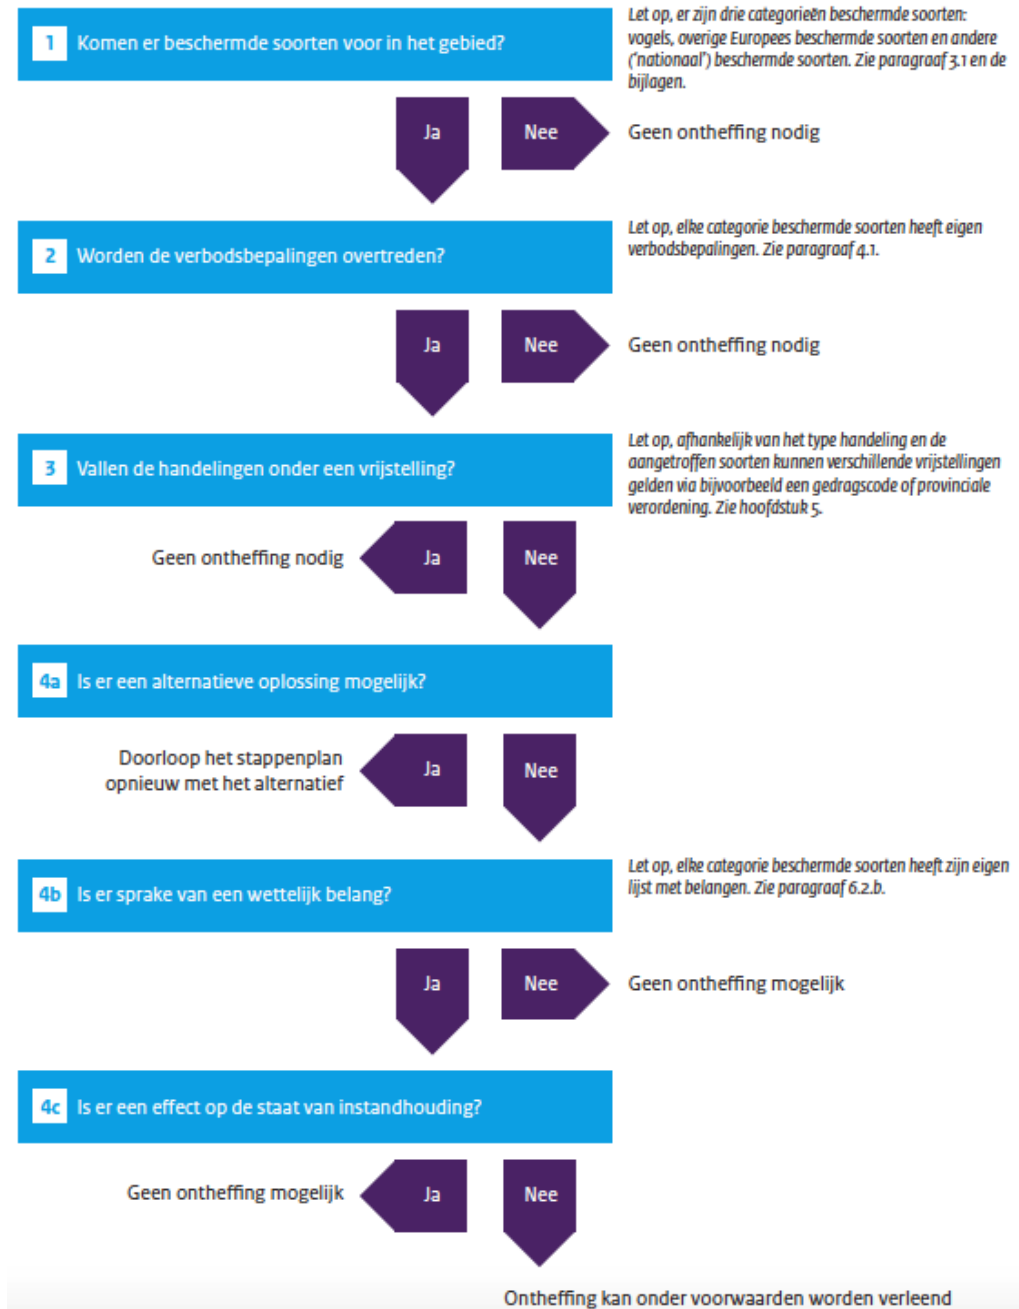 1 Komen er beschermde soorten voor in het gebied?
Let op, er zijn drie categorieën beschermde soorten:
vogels, overige Europees beschermde soorten en andere
('nationaal') beschermde soorten. Zie paragraaf 3.1 en de
bijlagen.
Ja
Nee
Geen ontheffing nodig
2 Worden de verbodsbepalingen overtreden?
Let op, elke categorie beschermde soorten heeft eigen
verbodsbepalingen. Zie paragraaf 4.1.
Ja
Nee
Geen ontheffing nodig
3 Vallen de handelingen onder een vrijstelling?
Let op, afhankelijk van het type handeling en de
aangetroffen soorten kunnen verschillende vrijstellingen
gelden via bijvoorbeeld een gedragscode of provinciale
verordening. Zie hoofdstuk 5.
Geen ontheffing nodig
Ja
Nee
4a Is er een alternatieve oplossing mogelijk?
Doorloop het stappenplan
opnieuw met het alternatief
Ja
Nee
4b Is er sprake van een wettelijk belang?
Let op, elke categorie beschermde soorten heeft zijn eigen
lijst met belangen. Zie paragraaf 6.2.b.
Ja
Nee
Geen ontheffing mogelijk
4c Is er een effect op de staat van instandhouding?
Geen ontheffing mogelijk
Ja
Nee
Ontheffing kan onder voorwaarden worden verleend